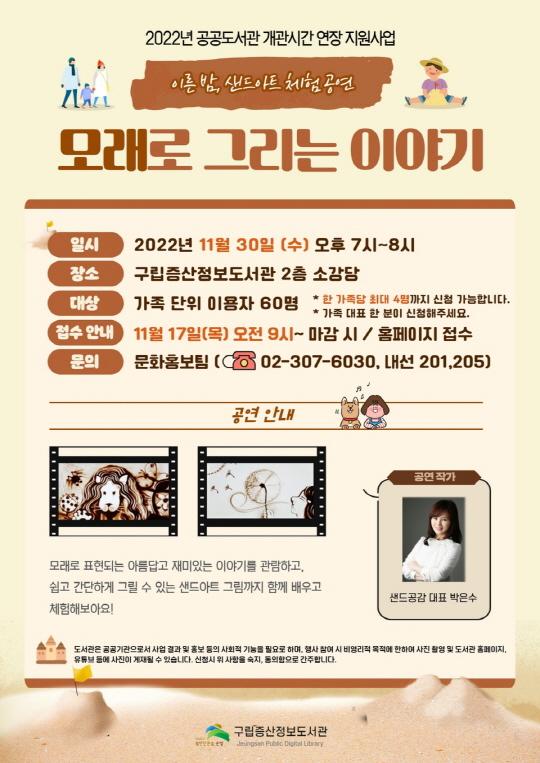 2022년 공공도서관 개관시간 연장 지원사업
이른 밤, 샌드아트 체험 공연
모래로 그리는 이야기
일시 2022년 11월 30일 (수) 오후 7시~8시
장소 구립증산정보도서관 2층 소감당
대상 가족 단위 이용자 60명 * 한 가족당 최대 4명까지 신청 가능합니다.
* 가족 대표 한 분이 신청해주세요.
접수 안내 11월 17일(목) 오전 9시~ 마감 시 / 홈페이지 접수
문의 문화홍보팀 ( 02-307-6030, 내선 201,205)
공연 안내
공연 작가
모래로 표현되는 아름답고 재미있는 이야기를 관람하고,
쉽고 간단하게 그릴 수 있는 샌드아트 그림까지 함께 배우고
체험해보아요!
샌드공감 대표 박은수
도서관은 공공기관으로서 사업 결과 및 홍보 등의 사회적 기능을 필요로 하며, 행사 참여 시 비영리적 목적에 한하여 사진 촬영 및 도서관 홈페이지,
유튜브 등에 사진이 게재될 수 있습니다. 신청시 위 사항을 숙지, 동의함으로 간주합니다.
구립증산정보도서관
Jeungsan Public Digital Library